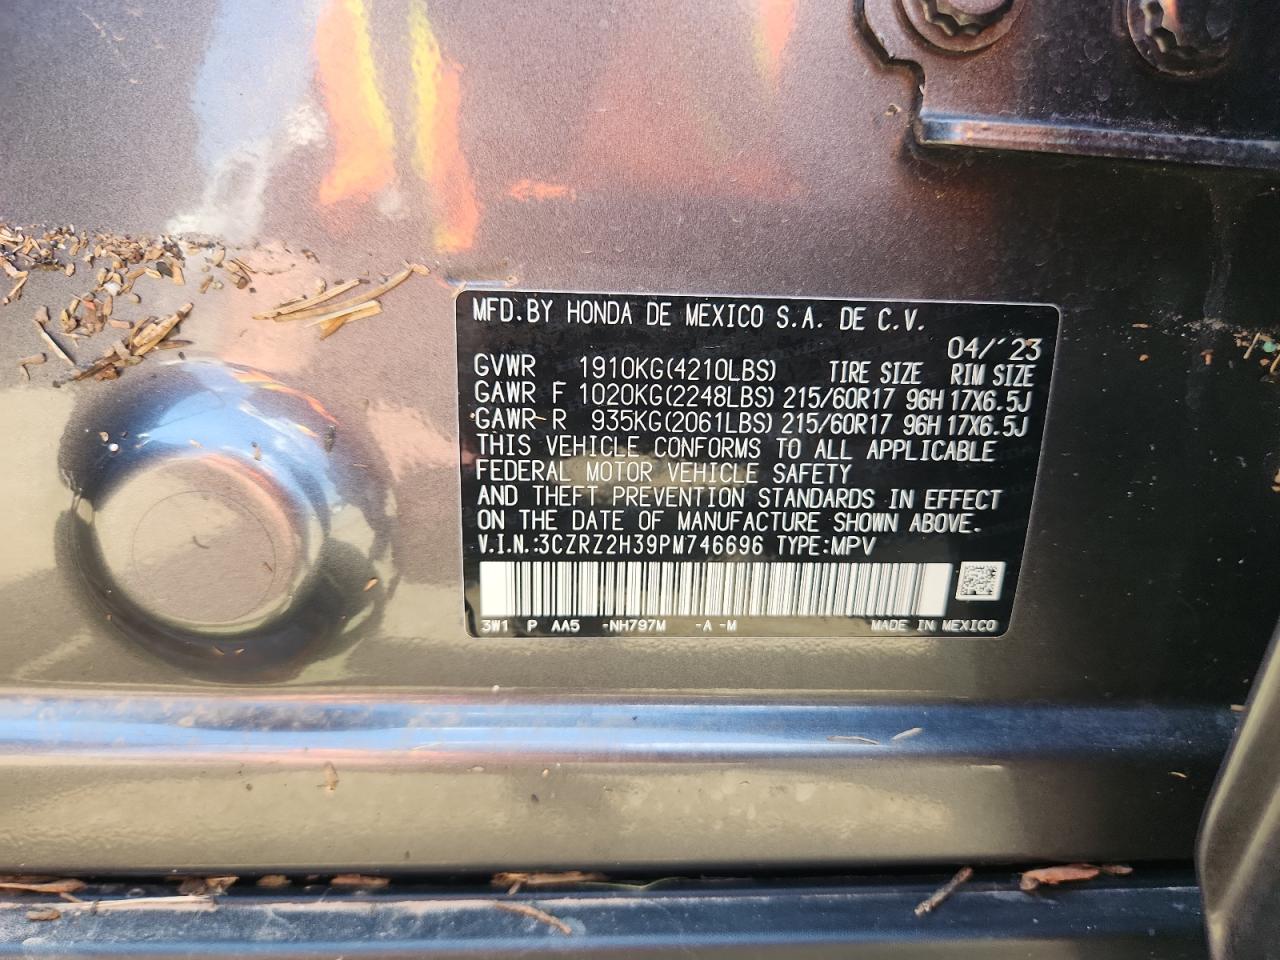 MFD.BY HONDA DE MEXICO S.A. DE C.V.
04/'23
GVWR 1910KG(4210LBS) TIRE SIZE RIM SIZE
GAWR F 1020KG(2248LBS) 215/60R17 96H 17X6.5J
GAWR R 935KG(2061LBS) 215/60R17 96H 17X6.5J
THIS VEHICLE CONFORMS TO ALL APPLICABLE
FEDERAL MOTOR VEHICLE SAFETY
AND THEFT PREVENTION STANDARDS IN EFFECT
ON THE DATE OF MANUFACTURE SHOWN ABOVE.
V.I.N.:3CZRZ2H39PM746696 TYPE:MPV
3W1 P AA5 -NH797M -A -M MADE IN MEXICO